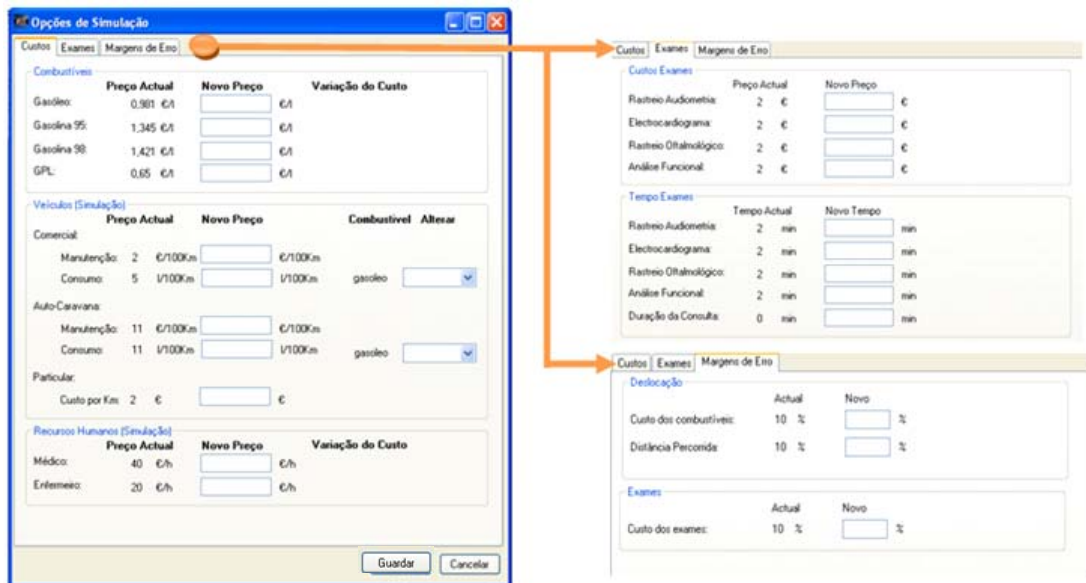 Opções de Simulação
Custos Exames Margens de Erro
Combustíveis
Preço Actual Novo Preço Variação do Custo
Gasóleo: 0,981 €/l €/l
Gasolina 95: 1,345 €/l €/l
Gasolina 98: 1,421 €/l €/l
GPL: 0,65 €/l €/l
Veículos (Simulação)
Preço Actual Novo Preço Combustível Alterar
Comercial:
Manutenção: 2 €/100Km €/100Km
Consumo: 5 l/100Km l/100Km gasoleo
Auto-Caravana:
Manutenção: 11 €/100Km €/100Km
Consumo: 11 l/100Km l/100Km gasoleo
Particular:
Custo por Km: 2 € €
Recursos Humanos (Simulação)
Preço Actual Novo Preço Variação do Custo
Médico: 40 €/h €/h
Enfermeiro: 20 €/h €/h
Guardar Cancelar
Custos Exames Margens de Erro
Custos Exames
Preço Actual Novo Preço
Rastreio Audiometria: 2 € €
Electrocardiograma: 2 € €
Rastreio Oftalmológico: 2 € €
Análise Funcional: 2 € €
Tempo Exames
Tempo Actual Novo Tempo
Rastreio Audiometria: 2 min min
Electrocardiograma: 2 min min
Rastreio Oftalmológico: 2 min min
Análise Funcional: 2 min min
Duração da Consulta: 0 min min
Custos Exames Margens de Erro
Deslocação
Actual Novo
Custo dos combustíveis: 10 % %
Distância Percorrida: 10 % %
Exames
Actual Novo
Custo dos exames: 10 % %